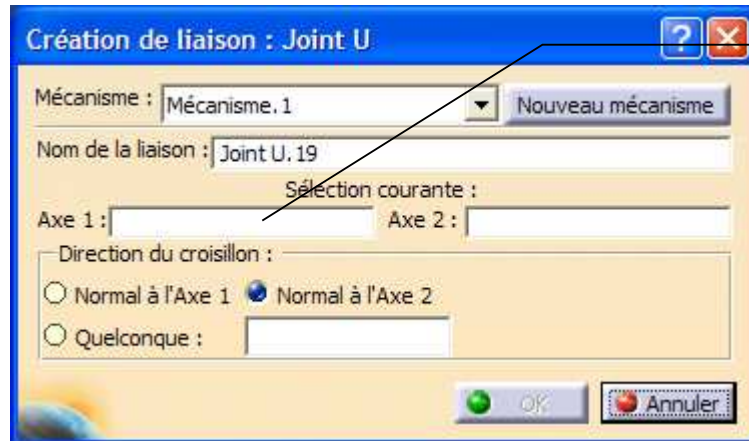 Création de liaison : Joint U
Mécanisme : Mécanisme.1 Nouveau mécanisme
Nom de la liaison : Joint U.19
Sélection courante :
Axe 1 : Axe 2 :
Direction du croisillon :
Normal à l'Axe 1 Normal à l'Axe 2
Quelconque :
OK Annuler